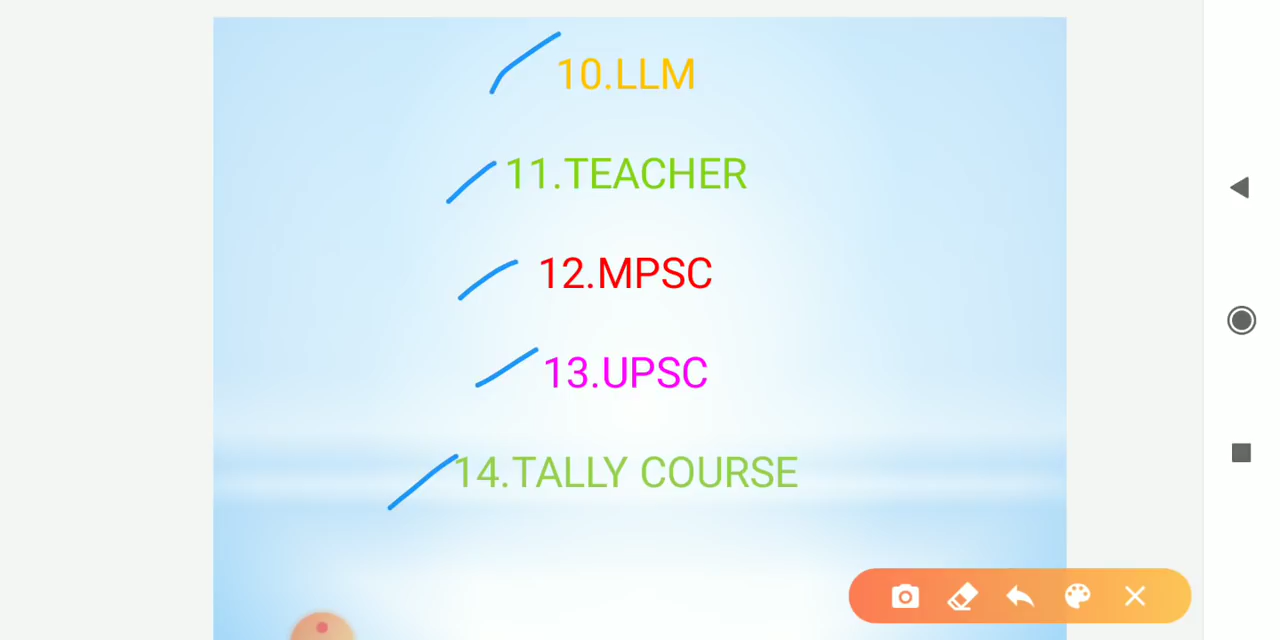 10.LLM
11.TEACHER
12.MPSC
13.UPSC
14.TALLY COURSE